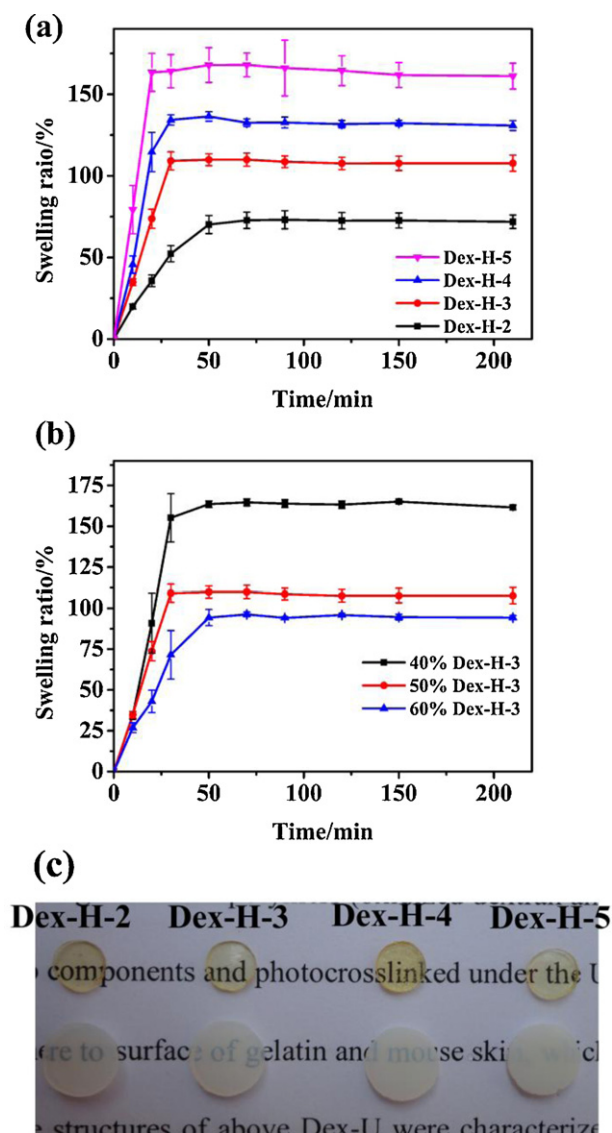 (a)
Swelling raio/%
150
100
50
0
Dex-H-5
Dex-H-4
Dex-H-3
Dex-H-2
0 50 100 150 200
Time/min
(b)
Swelling ratio/%
175
150
125
100
75
50
25
0
40% Dex-H-3
50% Dex-H-3
60% Dex-H-3
0 50 100 150 200
Time/min
(c)
Dex-H-2 Dex-H-3 Dex-H-4 Dex-H-5
components and photocrosslinked under the U
ere to surface of gelatin and mouse skin, which
e structures of above Dex-U were characterize